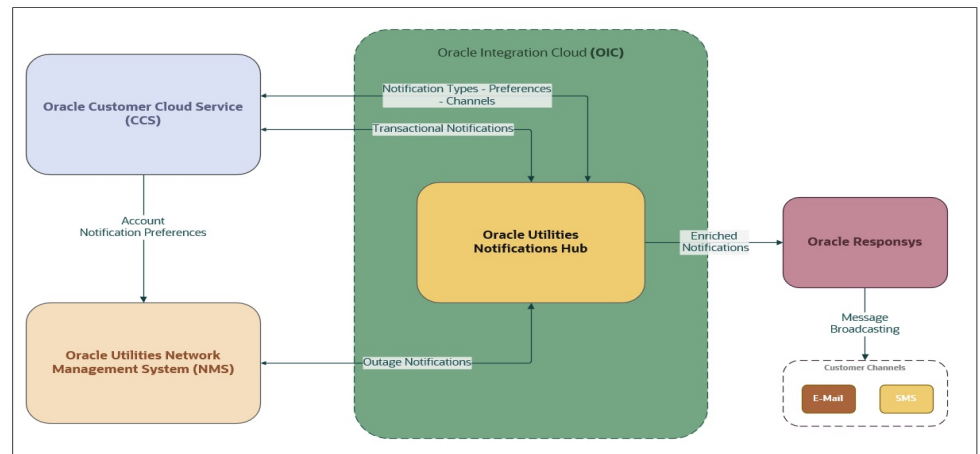 Oracle Integration Cloud (OIC)
Oracle Customer Cloud Service
(CCS)
Notification Types - Preferences
- Channels
Transactional Notifications
Account
Notification Preferences
Oracle Utilities
Notifications Hub
Enriched
Notifications
Oracle Responsys
Message
Broadcasting
Oracle Utilities Network
Management System (NMS)
Outage Notifications
Customer Channels
E-Mail
SMS